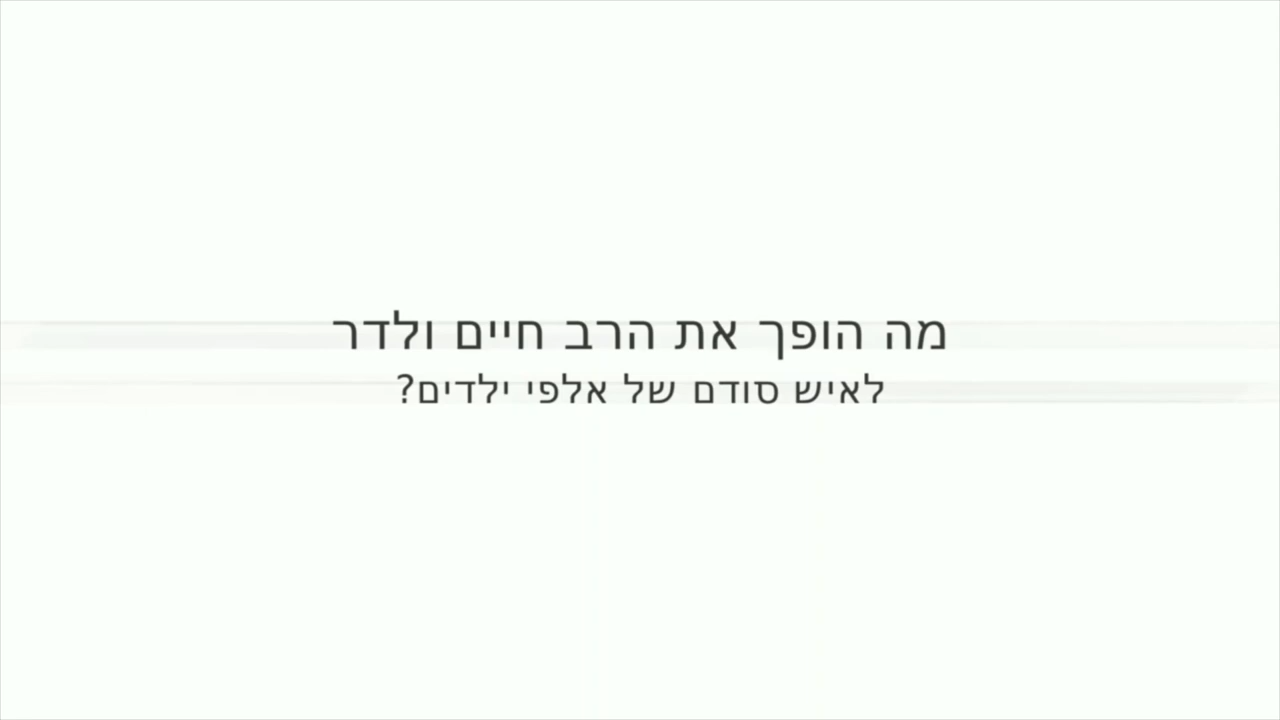 מה הופך את הרב חיים ולדר
לאיש סודם של אלפי ילדים?